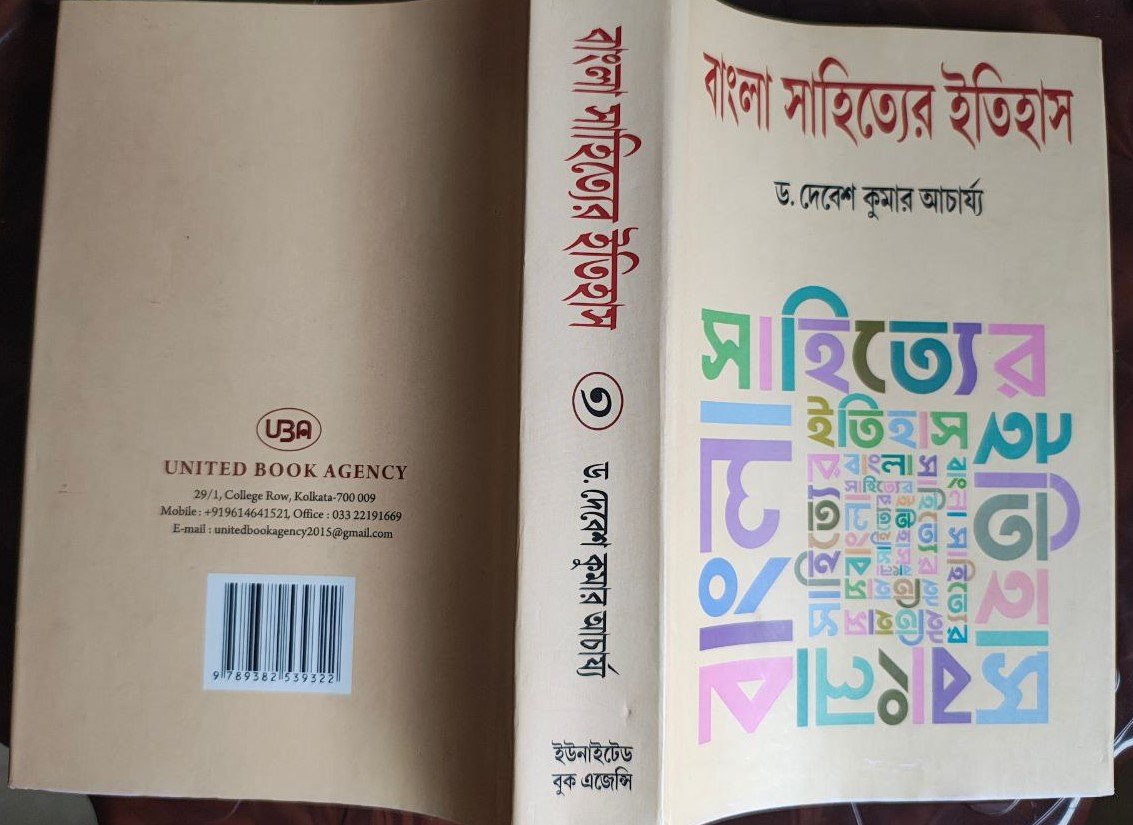 বাংলা সাহিত্যের ইতিহাস
ড. দেবেশ কুমার আচার্য্য
সাহিত্যের
বাংলা
ইতিহাস
ইতিহাস
সাহিত্যের
বাংলা সাহিত্যের
বাংলা সাহিত্যের ইতিহাস
৩
ড. দেবেশ কুমার আচার্য্য
ইউনাইটেড
বুক এজেন্সি
UBA
UNITED BOOK AGENCY
29/1, College Row, Kolkata-700 009
Mobile : +919614641521, Office : 033 22191669
E-mail : unitedbookagency2015@gmail.com
9 789382 539322